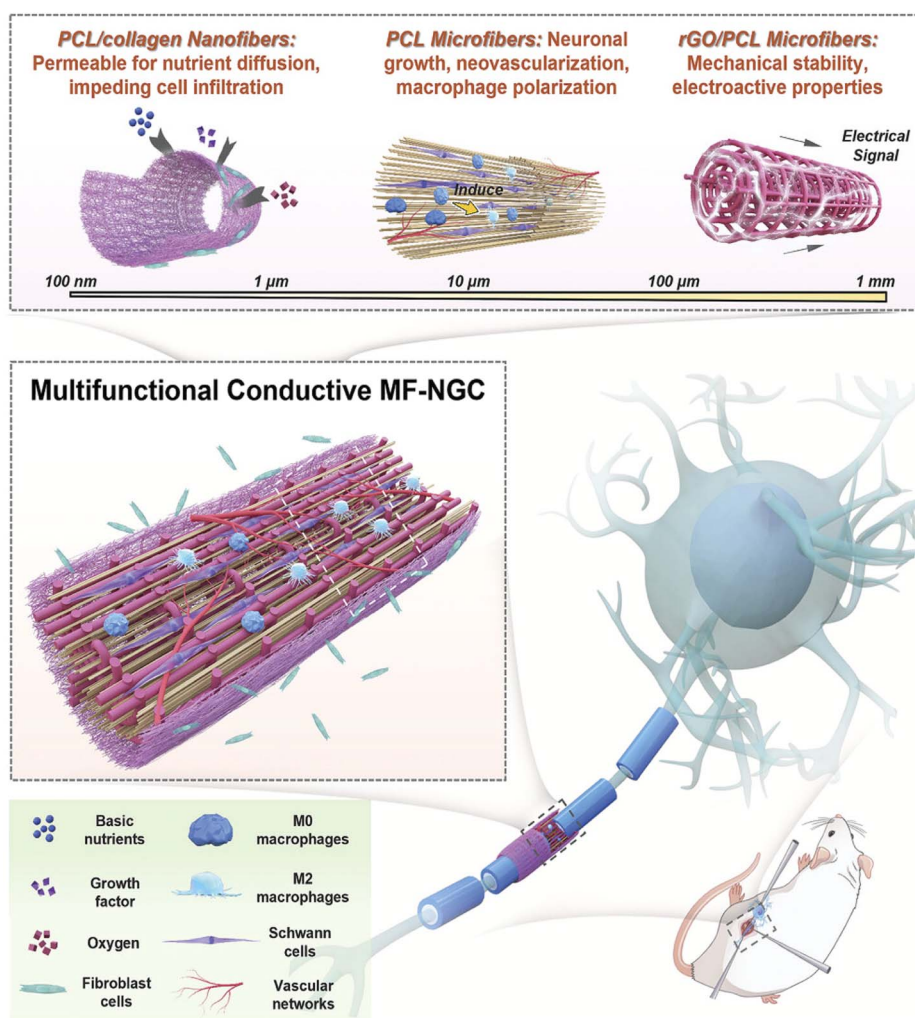 PCL/collagen Nanofibers:
Permeable for nutrient diffusion,
impeding cell infiltration
PCL Microfibers: Neuronal
growth, neovascularization,
macrophage polarization
rGO/PCL Microfibers:
Mechanical stability,
electroactive properties
Induce
Electrical
Signal
100 nm
1 μm
10 μm
100 μm
1 mm
Multifunctional Conductive MF-NGC
Basic
nutrients
M0
macrophages
Growth
factor
M2
macrophages
Oxygen
Schwann
cells
Fibroblast
cells
Vascular
networks